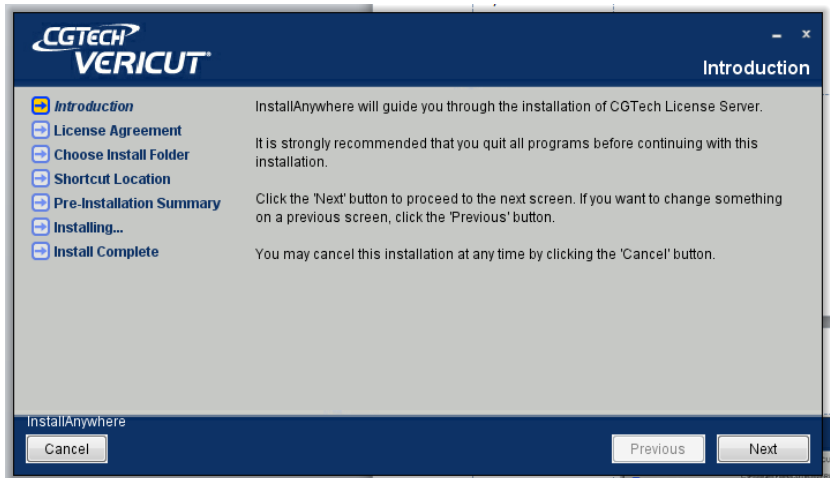 CGTECH
VERICUT
Introduction
Introduction
License Agreement
Choose Install Folder
Shortcut Location
Pre-Installation Summary
Installing...
Install Complete
InstallAnywhere will guide you through the installation of CGTech License Server.
It is strongly recommended that you quit all programs before continuing with this
installation.
Click the 'Next' button to proceed to the next screen. If you want to change something
on a previous screen, click the 'Previous' button.
You may cancel this installation at any time by clicking the 'Cancel' button.
InstallAnywhere
Cancel
Previous
Next